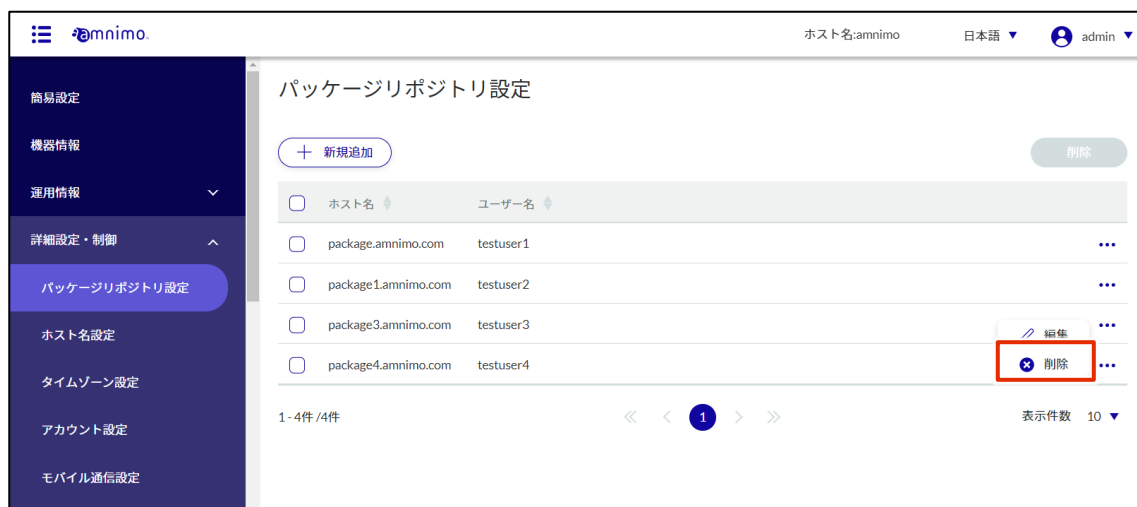 amnimo.
ホスト名:amnimo
日本語
admin
簡易設定
機器情報
運用情報
詳細設定・制御
パッケージリポジトリ設定
ホスト名設定
タイムゾーン設定
アカウント設定
モバイル通信設定
パッケージリポジトリ設定
新規追加
削除
ホスト名 ユーザー名
package.amnimo.com testuser1
package1.amnimo.com testuser2
package3.amnimo.com testuser3
編集
package4.amnimo.com testuser4
削除
1 - 4件 /4件
1
表示件数 10